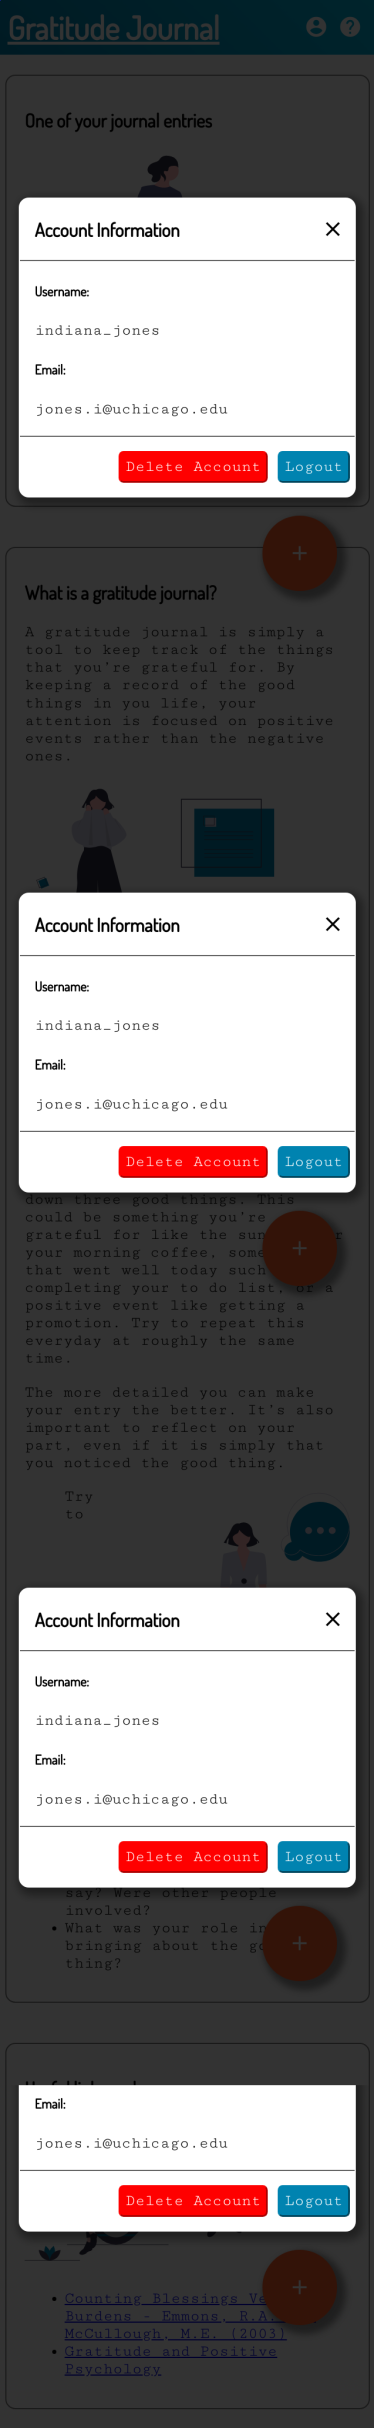 Gratitude Journal
One of your journal entries
Account Information
Username:
indiana_jones
Email:
jones.i@uchicago.edu
Delete Account
Logout
+
What is a gratitude journal?
A gratitude journal is simply a
tool to keep track of the things
that you're grateful for. By
keeping a record of the good
things in you life, your
attention is focused on positive
events rather than the negative
ones.
Account Information
Username:
indiana_jones
Email:
jones.i@uchicago.edu
Delete Account
Logout
down three good things. This
could be something you're
grateful for like the
your morning coffee,
that went well today such
completing your to do list, or a
positive event like getting a
promotion. Try to repeat this
everyday at roughly the same
time.
+
The more detailed you can make
your entry the better. It's also
important to reflect on your
part, even if it is simply that
you noticed the good thing.
Try
to
Account Information
Username:
indiana_jones
Email:
jones.i@uchicago.edu
Delete Account
Logout
say? Were other people
involved?
What was your role in
bringing about the
thing?
+
Email:
jones.i@uchicago.edu
Delete Account
Logout
+
Counting Blessings
Burdens - Emmons,
McCullough, M.E. (2003)
Gratitude and Positive
Psychology